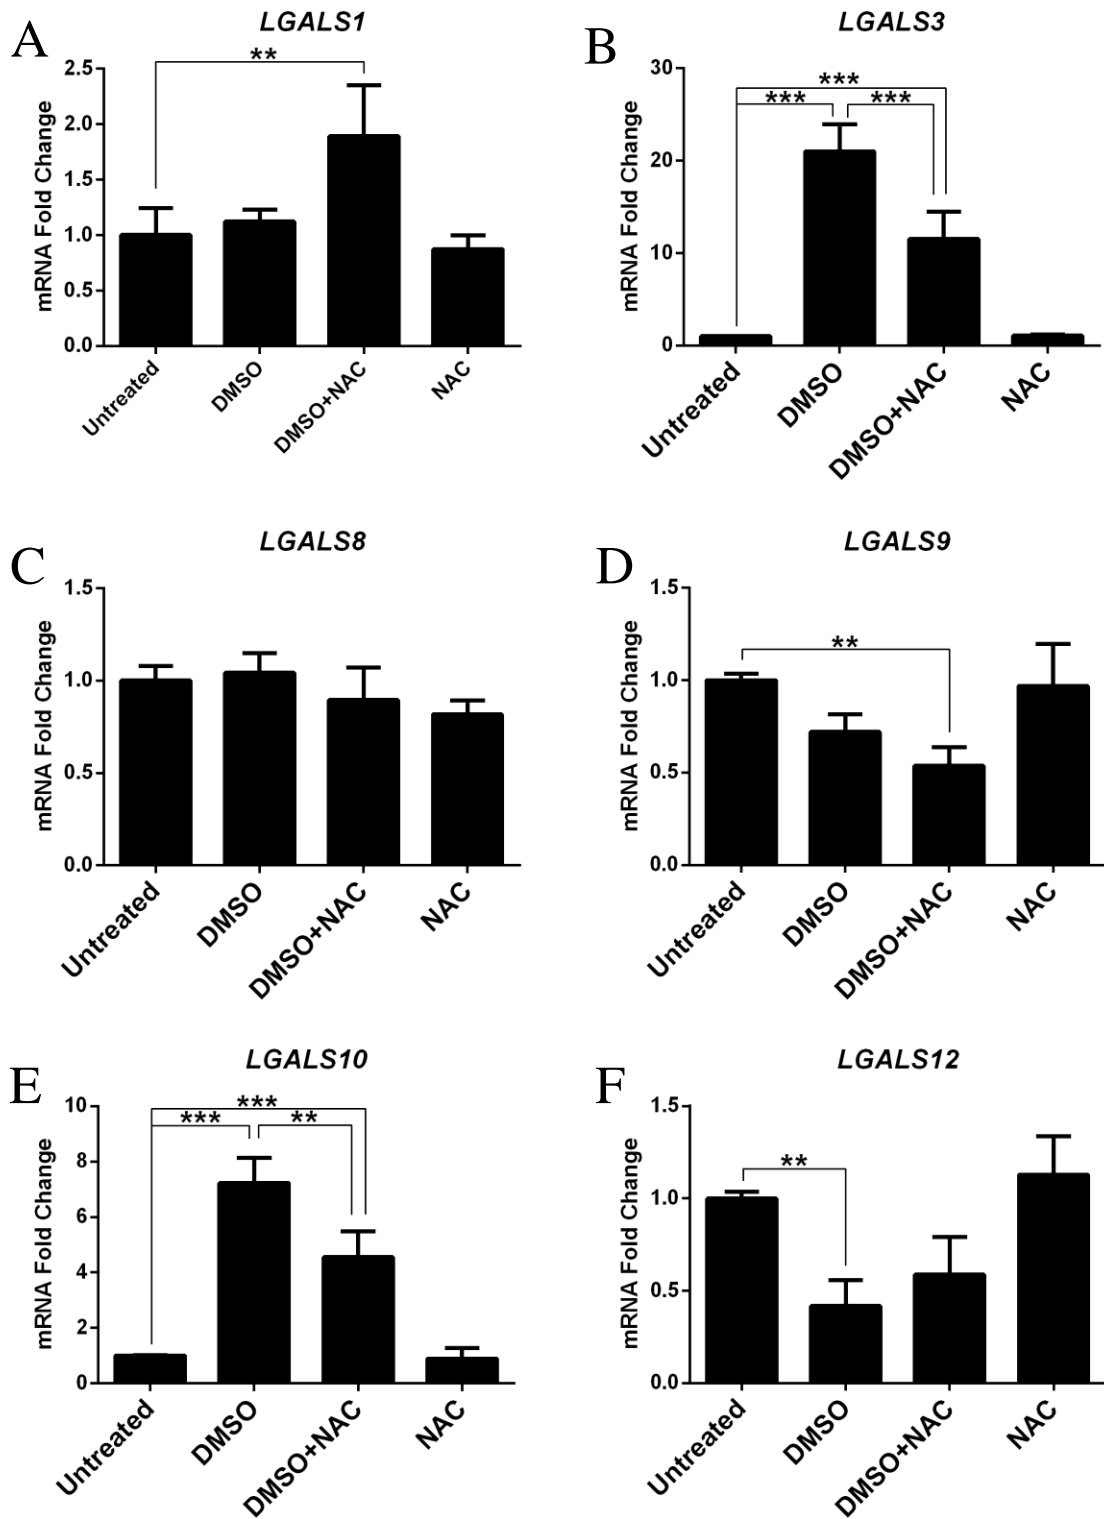 A
LGALS1
mRNA Fold Change
2.5
2.0
1.5
1.0
0.5
0.0
**
Untreated
DMSO
DMSO+NAC
NAC
B
LGALS3
mRNA Fold Change
30
20
10
0
***
***
***
Untreated
DMSO
DMSO+NAC
NAC
C
LGALS8
mRNA Fold Change
1.5
1.0
0.5
0.0
Untreated
DMSO
DMSO+NAC
NAC
D
LGALS9
mRNA Fold Change
1.5
1.0
0.5
0.0
**
Untreated
DMSO
DMSO+NAC
NAC
E
LGALS10
mRNA Fold Change
10
8
6
4
2
0
***
***
**
Untreated
DMSO
DMSO+NAC
NAC
F
LGALS12
mRNA Fold Change
1.5
1.0
0.5
0.0
**
Untreated
DMSO
DMSO+NAC
NAC